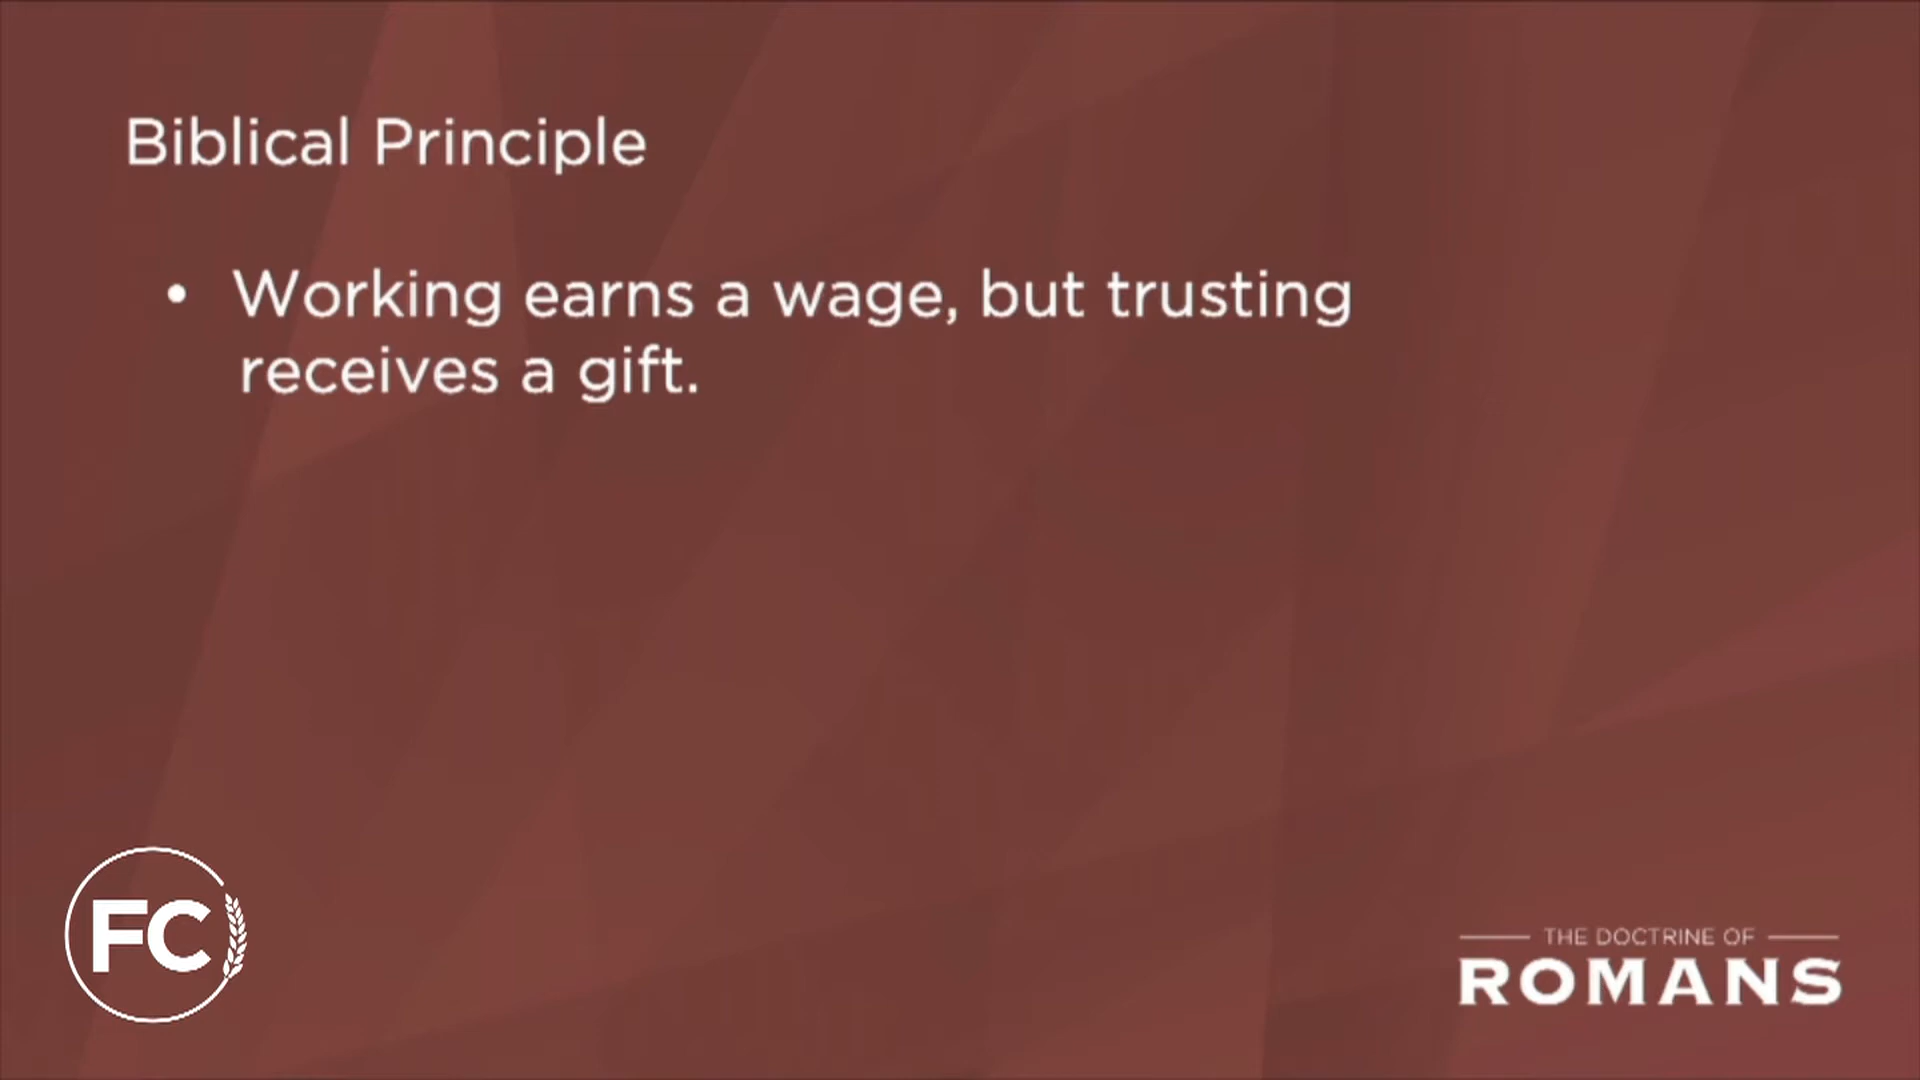 Biblical Principle
• Working earns a wage, but trusting
receives a gift.
FC
THE DOCTRINE OF
ROMANS